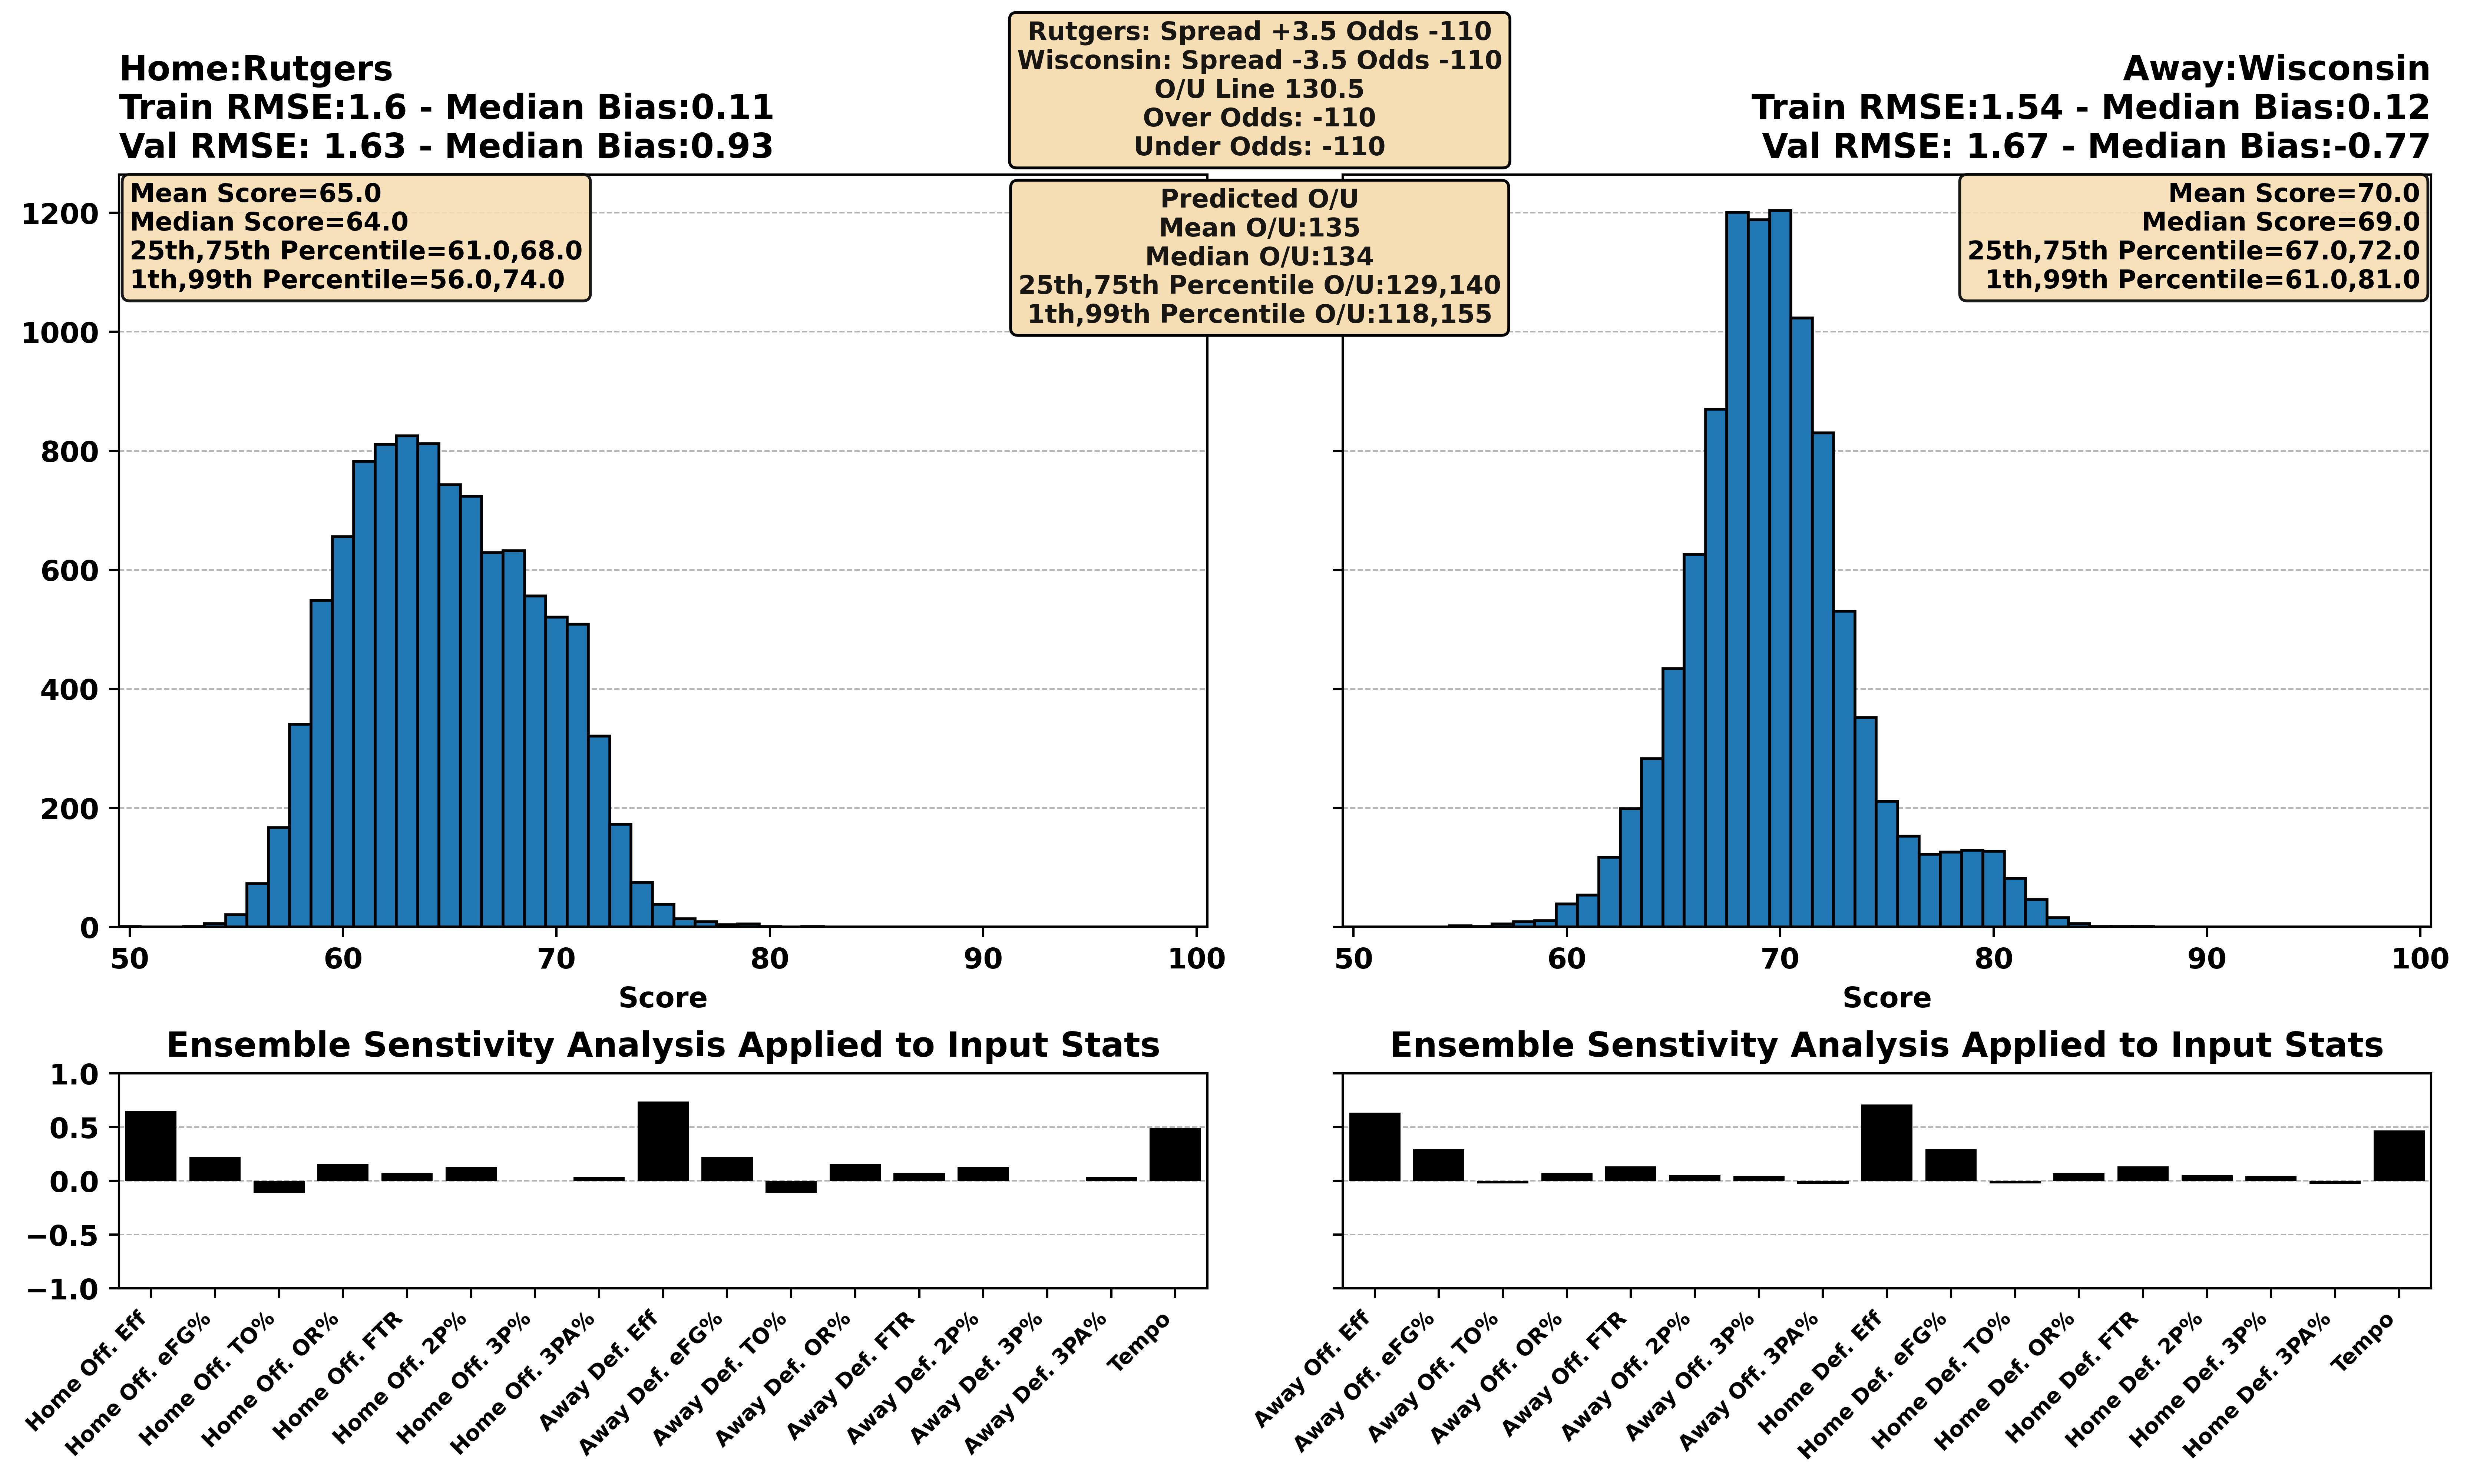 Rutgers: Spread +3.5 Odds -110
Wisconsin: Spread -3.5 Odds -110
O/U Line 130.5
Over Odds: -110
Under Odds: -110
Home:Rutgers
Train RMSE:1.6 - Median Bias:0.11
Val RMSE: 1.63 - Median Bias:0.93
Away:Wisconsin
Train RMSE:1.54 - Median Bias:0.12
Val RMSE: 1.67 - Median Bias:-0.77
Mean Score=65.0
Median Score=64.0
25th,75th Percentile=61.0,68.0
1th,99th Percentile=56.0,74.0
Predicted O/U
Mean O/U:135
Median O/U:134
25th,75th Percentile O/U:129,140
1th,99th Percentile O/U:118,155
Mean Score=70.0
Median Score=69.0
25th,75th Percentile=67.0,72.0
1th,99th Percentile=61.0,81.0
1200
1000
800
600
400
200
0
50 60 70 80 90 100
Score
50 60 70 80 90 100
Score
Ensemble Senstivity Analysis Applied to Input Stats
Ensemble Senstivity Analysis Applied to Input Stats
1.0
0.5
0.0
−0.5
−1.0
Home Off. Eff
Home Off. eFG%
Home Off. TO%
Home Off. OR%
Home Off. FTR
Home Off. 2P%
Home Off. 3P%
Home Off. 3PA%
Away Def. Eff
Away Def. eFG%
Away Def. TO%
Away Def. OR%
Away Def. FTR
Away Def. 2P%
Away Def. 3P%
Away Def. 3PA%
Tempo
Away Off. Eff
Away Off. eFG%
Away Off. TO%
Away Off. OR%
Away Off. FTR
Away Off. 2P%
Away Off. 3P%
Away Off. 3PA%
Home Def. Eff
Home Def. eFG%
Home Def. TO%
Home Def. OR%
Home Def. FTR
Home Def. 2P%
Home Def. 3P%
Home Def. 3PA%
Tempo